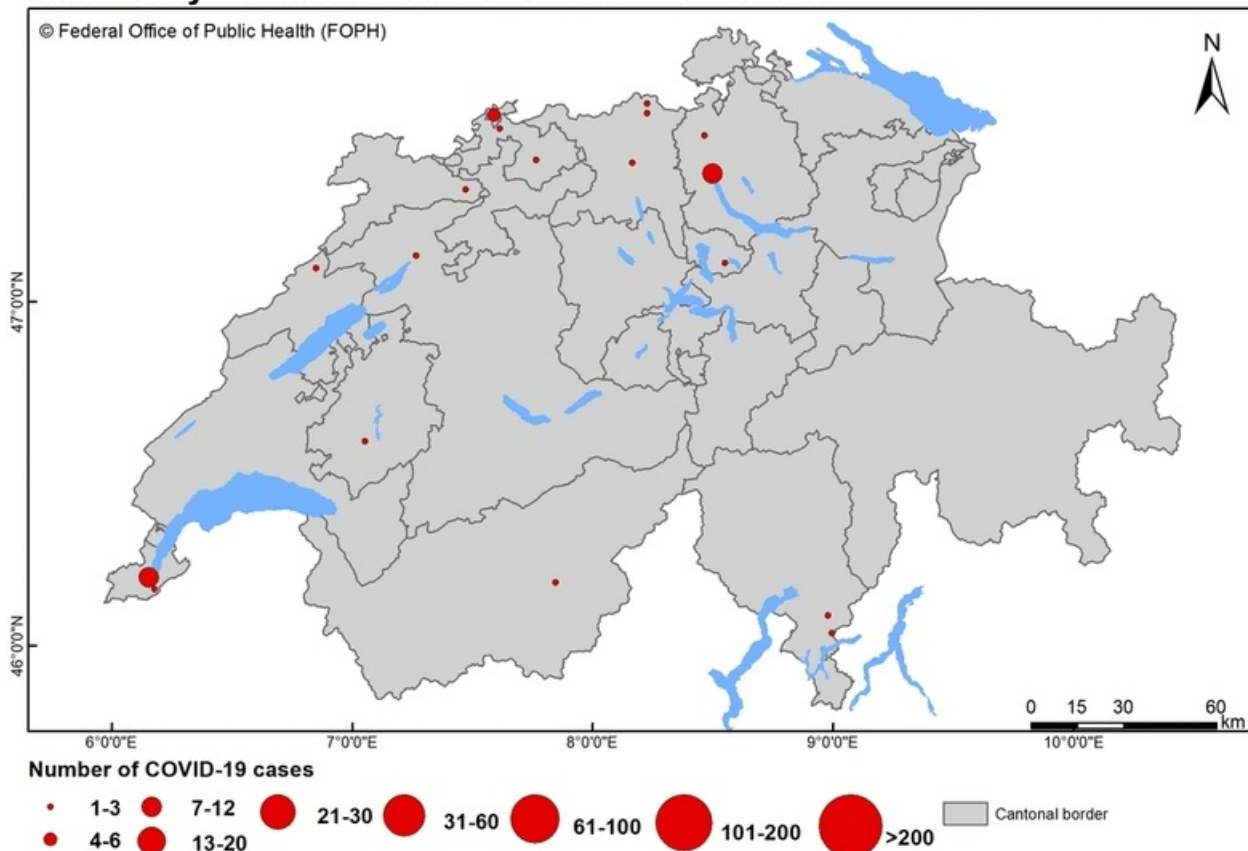 © Federal Office of Public Health (FOPH)
N
47°0'0"N
46°0'0"N
0 15 30 60
km
6°0'0"E 7°0'0"E 8°0'0"E 9°0'0"E 10°0'0"E
Number of COVID-19 cases
1-3 7-12 21-30 31-60 61-100 101-200 >200 Cantonal border
4-6 13-20